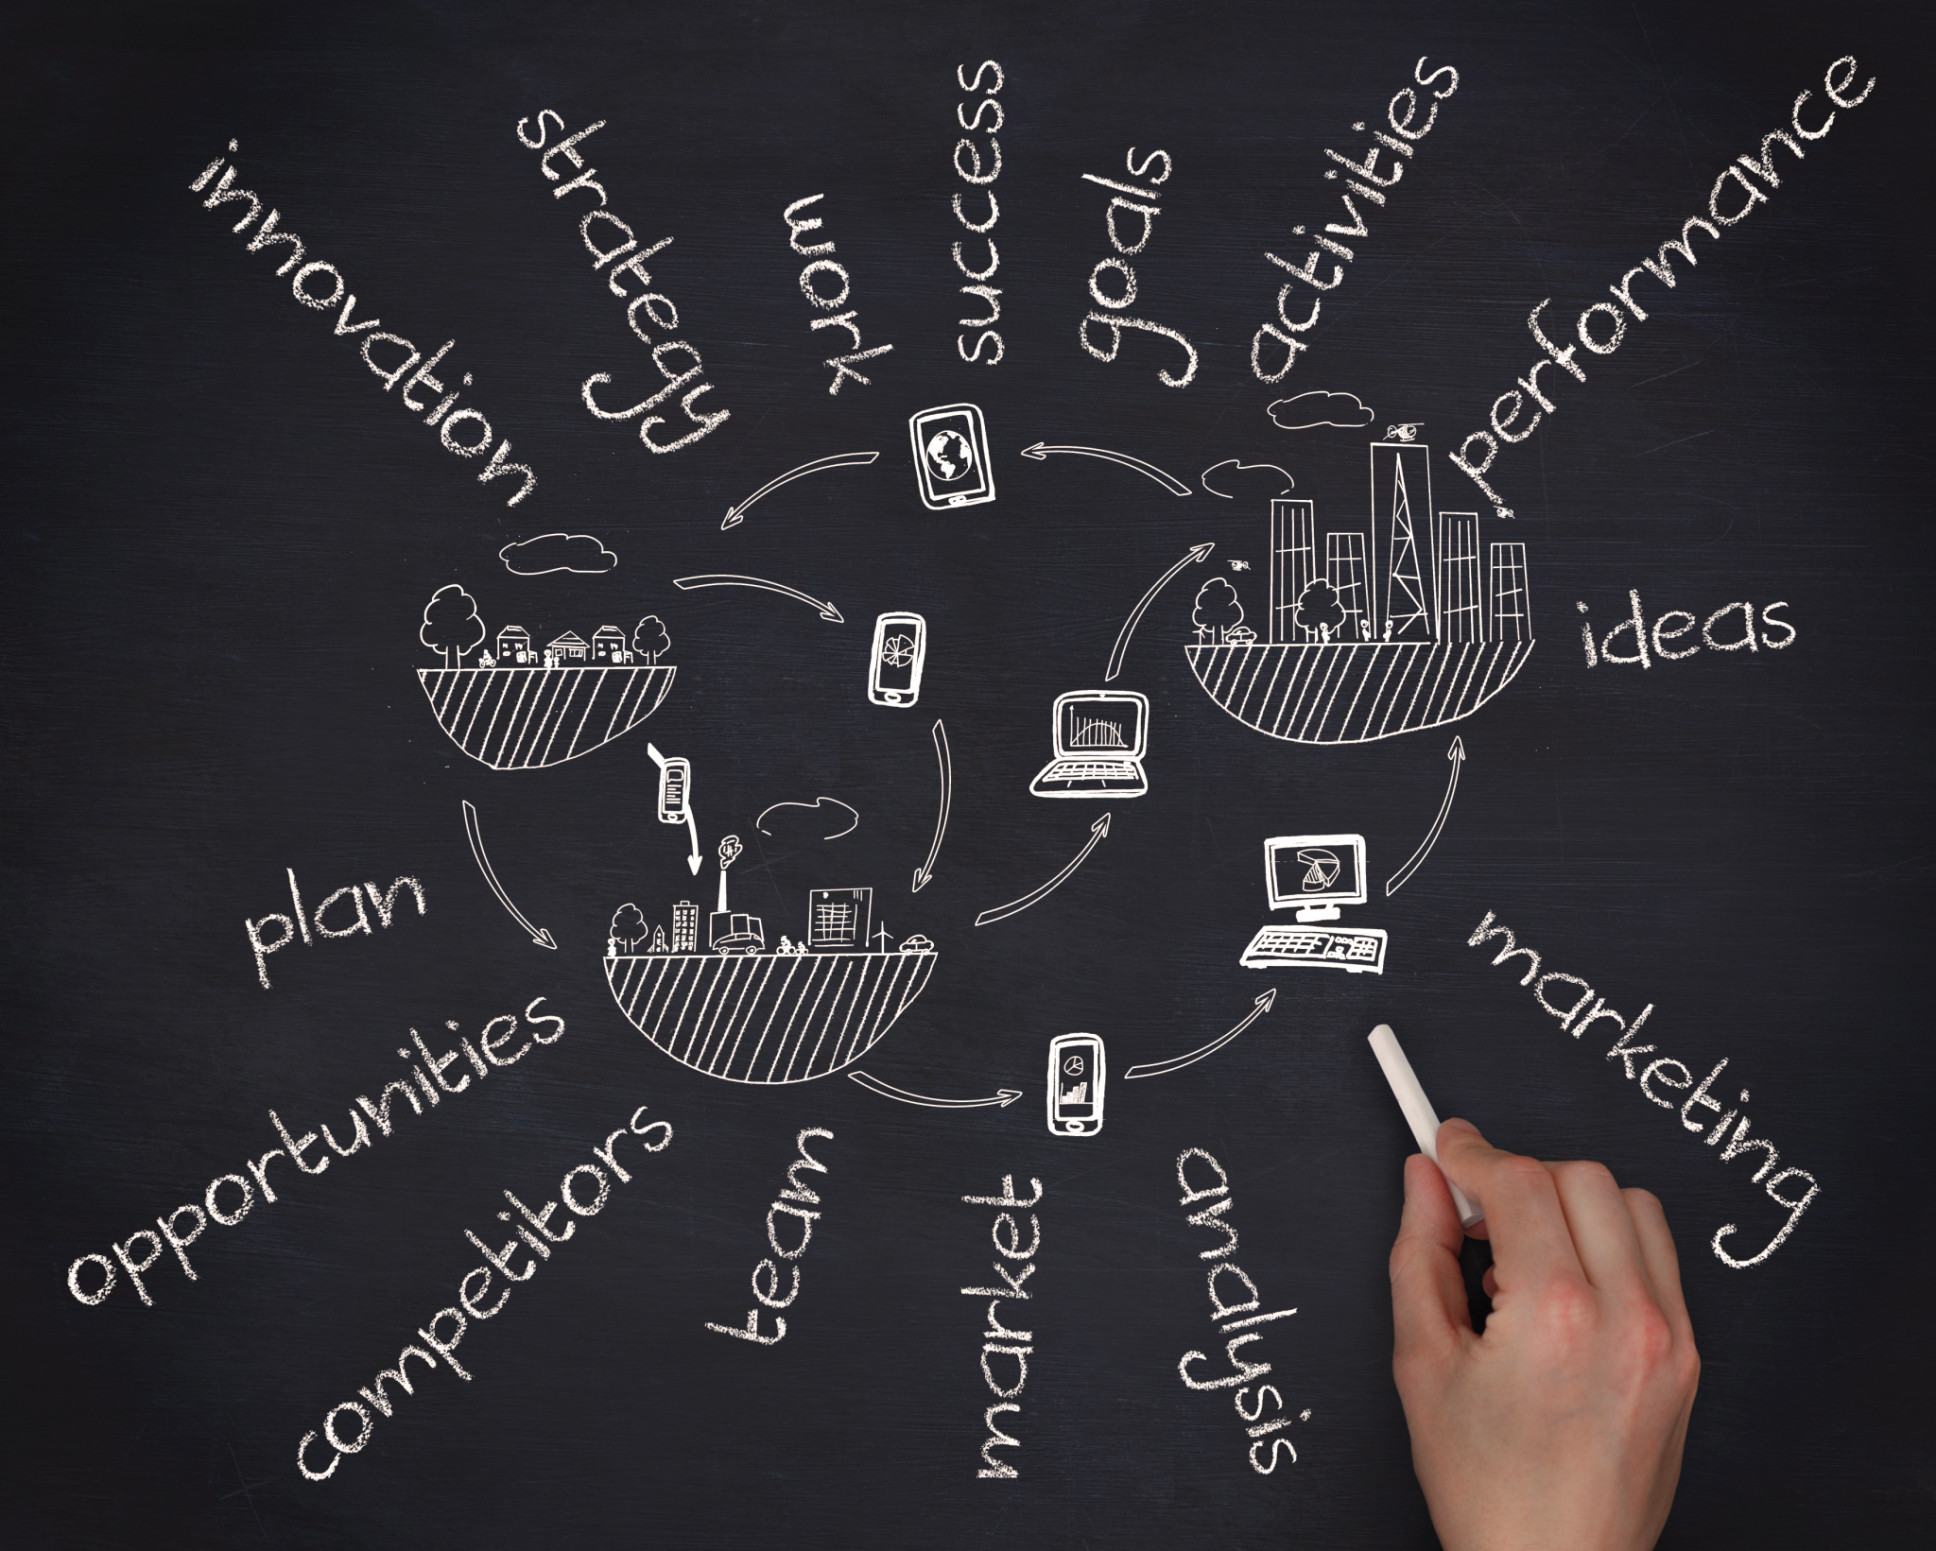 innovation
strategy
work
success
goals
activities
performance
ideas
plan
opportunities
competitors
team
market
analysis
marketing